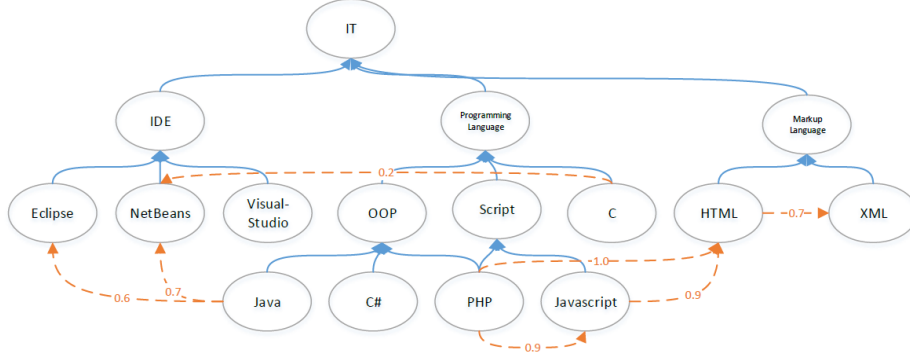 IT
IDE
Programming
Language
Markup
Language
0.2
Eclipse
NetBeans
Visual-
Studio
OOP
Script
C
HTML
0.7
XML
1.0
0.6
0.7
Java
C#
PHP
Javascript
0.9
0.9